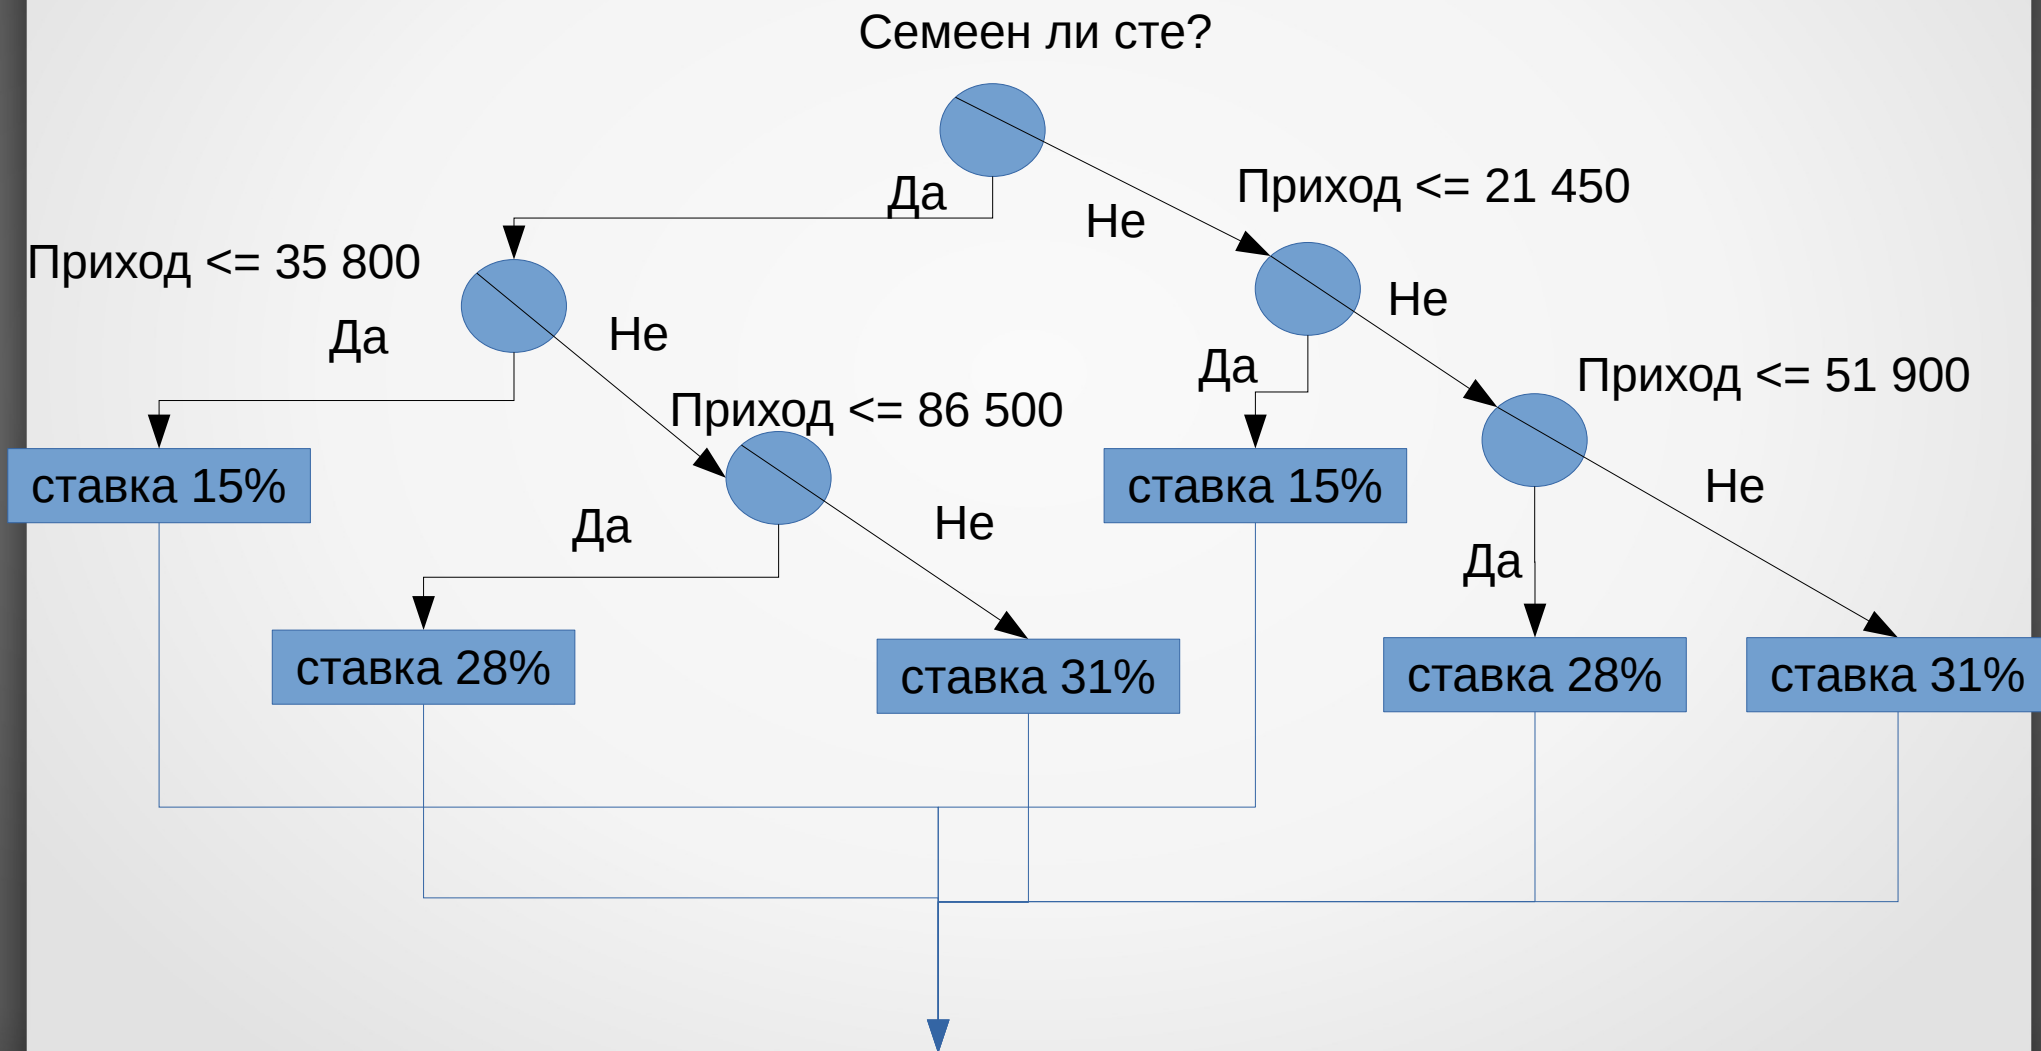 Семеен ли сте?
Да
Не
Приход <= 21 450
Приход <= 35 800
Да
Не
Не
Да
Приход <= 51 900
Приход <= 86 500
ставка 15%
ставка 15%
Да
Не
Не
Да
ставка 28%
ставка 31%
ставка 28%
ставка 31%